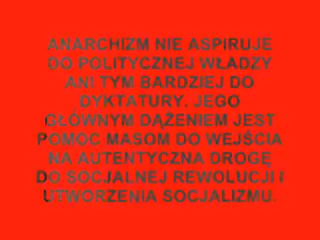 ANARCHIZM NIE ASPIRUJE
DO POLITYCZNEJ WŁADZY
ANI TYM BARDZIEJ DO
DYKTATURY. JEGO
GŁÓWNYM DĄŻENIEM JEST
POMOC MASOM DO WEJŚCIA
NA AUTENTYCZNA DROGĘ
DO SOCJALNEJ REWOLUCJI I
UTWORZENIA SOCJALIZMU.